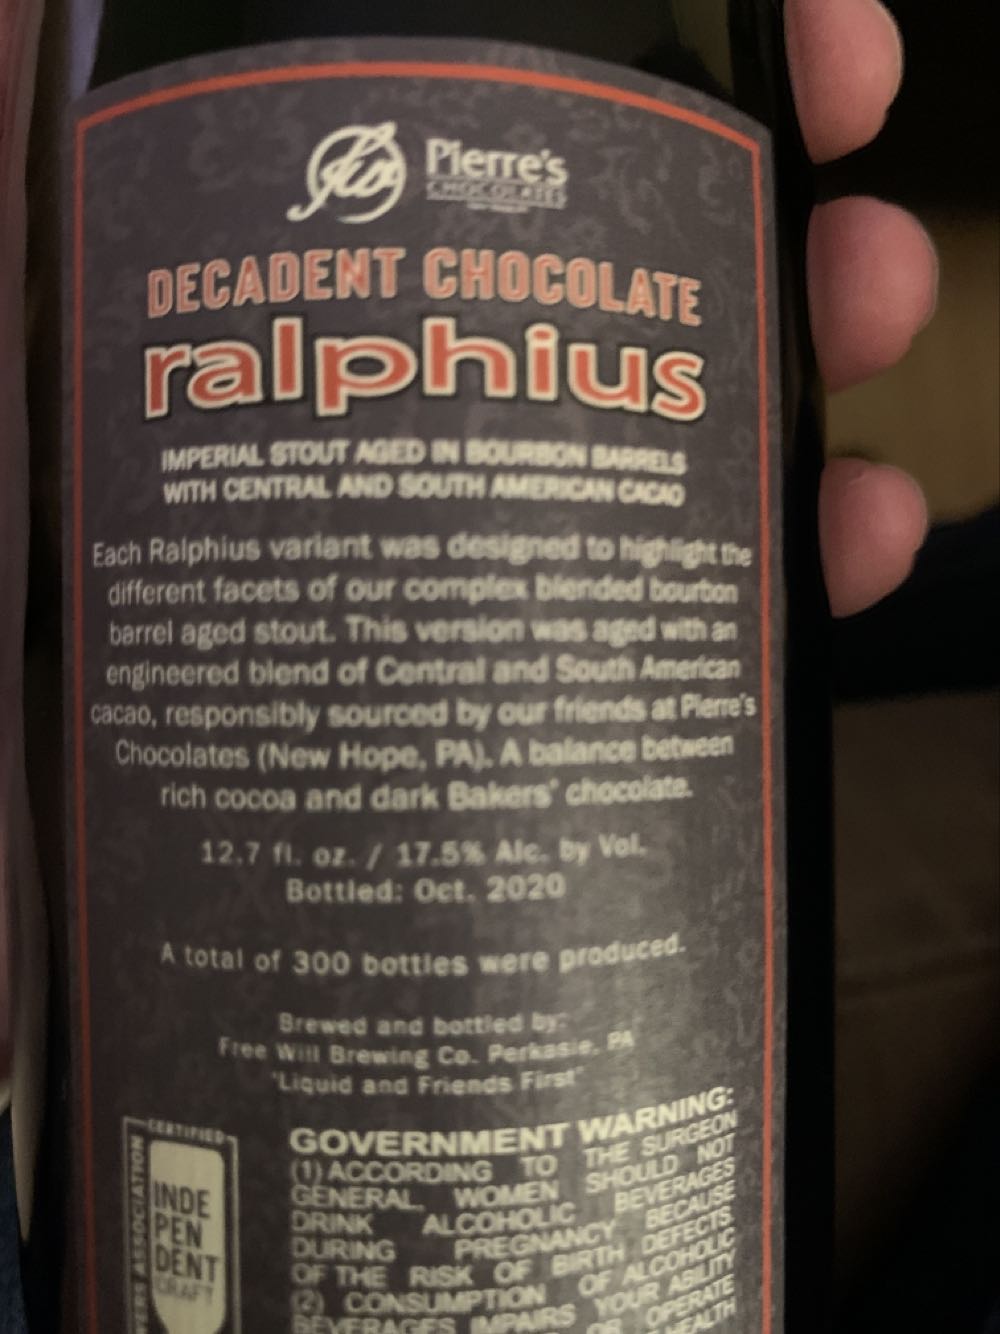 Pierre's
CHOCOLATES
DECADENT CHOCOLATE
ralphius
IMPERIAL STOUT AGED IN BOURBON BARRELS
WITH CENTRAL AND SOUTH AMERICAN CACAO
Each Ralphius variant was designed to highlight the
different facets of our complex blended bourbon
barrel aged stout. This version was aged with an
engineered blend of Central and South American
cacao, responsibly sourced by our friends at Pierre's
Chocolates (New Hope, PA). A balance between
rich cocoa and dark Bakers' chocolate.
12.7 fl. oz. / 17.5% Alc. by Vol.
Bottled: Oct. 2020
A total of 300 bottles were produced.
Brewed and bottled by:
Free Will Brewing Co. Perkasie, PA
"Liquid and Friends First"
CERTIFIED
INDE
PEN
DENT
CRAFT
ASSOCIATION
GOVERNMENT WARNING:
(1) ACCORDING TO THE SURGEON
GENERAL, WOMEN SHOULD NOT
DRINK ALCOHOLIC BEVERAGES
DURING PREGNANCY BECAUSE
OF THE RISK OF BIRTH DEFECTS
(2) CONSUMPTION OF ALCOHOLIC
BEVERAGES IMPAIRS YOUR ABILITY
OR OPERATE
HEALTH